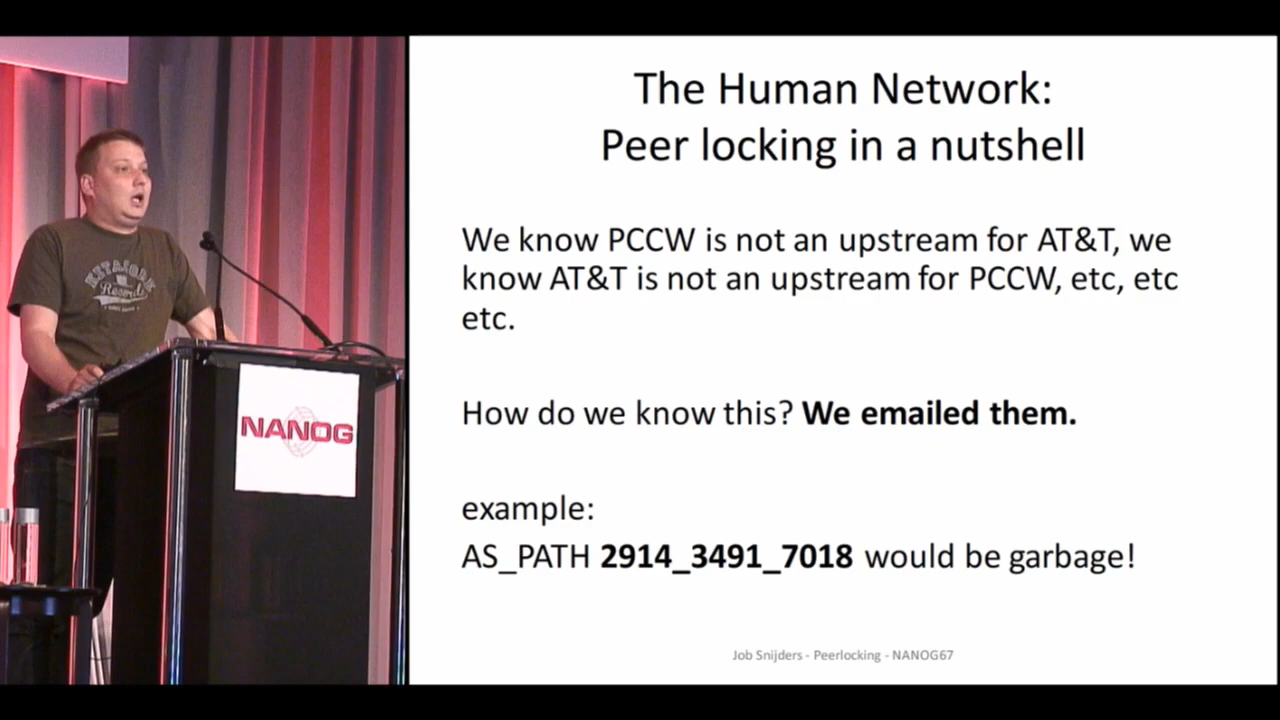 The Human Network:
Peer locking in a nutshell
We know PCCW is not an upstream for AT&T, we
know AT&T is not an upstream for PCCW, etc, etc
etc.
How do we know this? We emailed them.
example:
AS_PATH 2914_3491_7018 would be garbage!
Job Snijders - Peerlocking - NANOG67
NANOG
Records